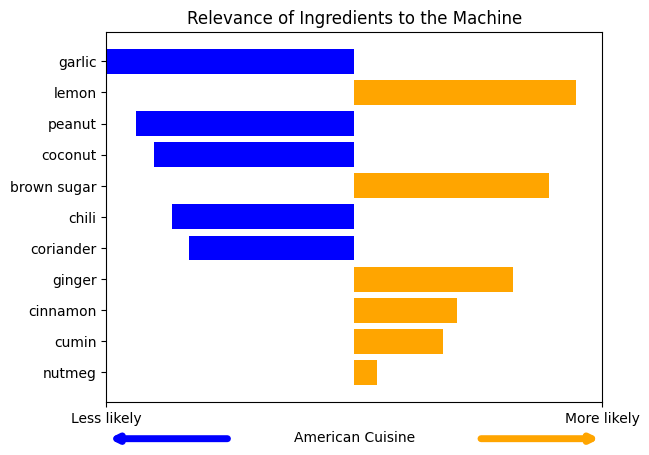 Relevance of Ingredients to the Machine
garlic
lemon
peanut
coconut
brown sugar
chili
coriander
ginger
cinnamon
cumin
nutmeg
Less likely
More likely
American Cuisine